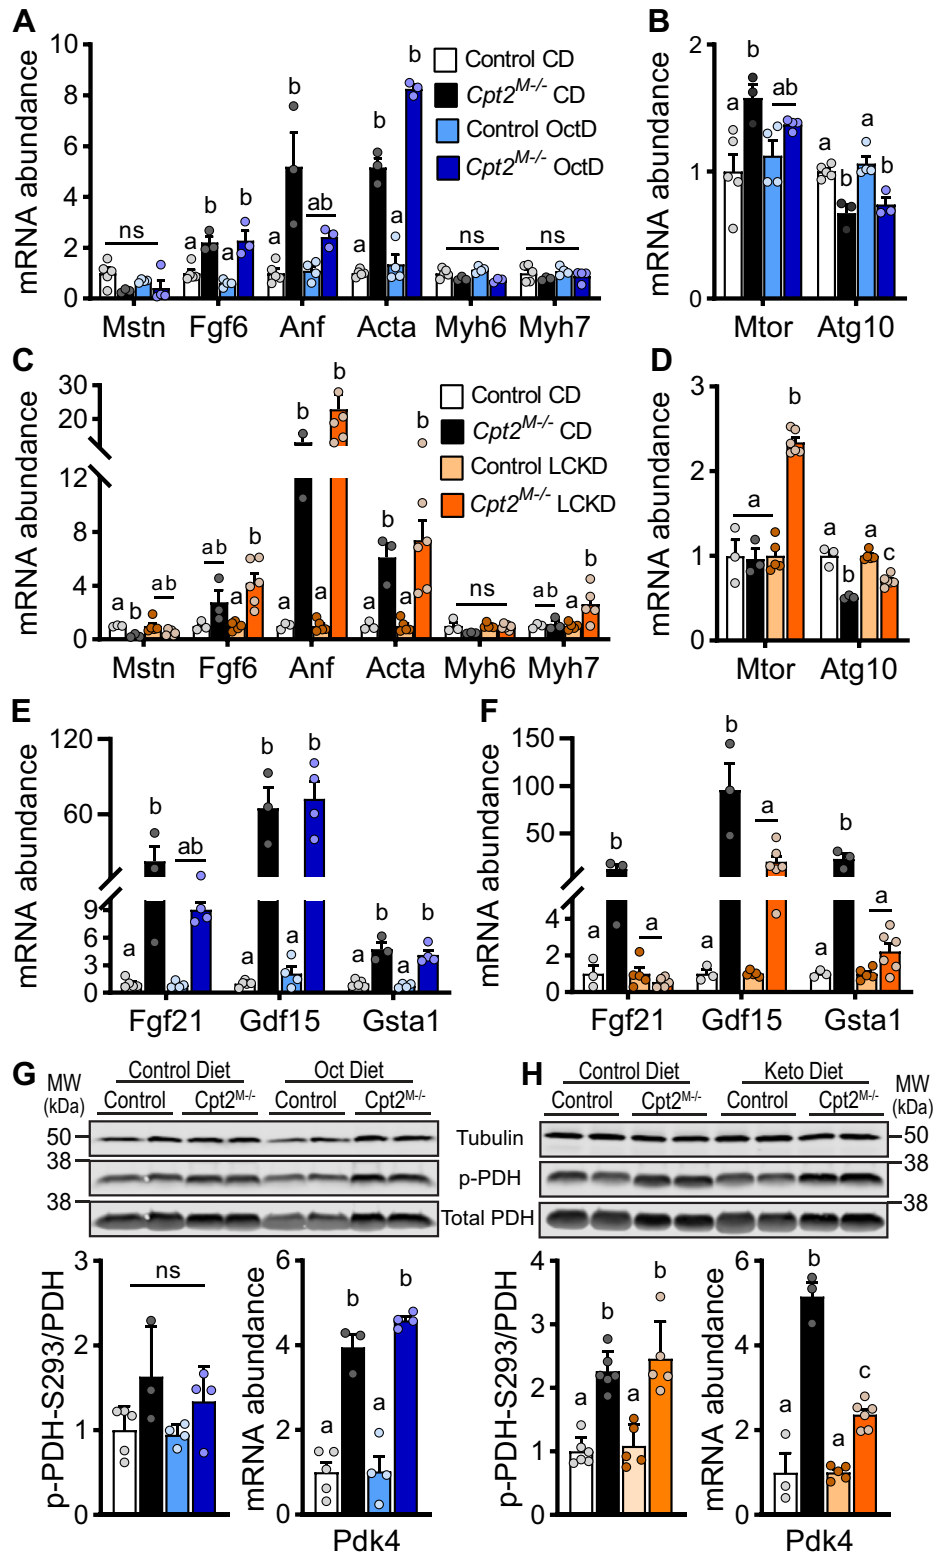 A
mRNA abundance
10
8
6
4
2
0
Control CD
Cpt2M-/- CD
Control OctD
Cpt2M-/- OctD
ns
a
b
a
b
a
b
ab
a
b
a
b
ns
ns
Mstn
Fgf6
Anf
Acta
Myh6
Myh7
B
mRNA abundance
2
1
0
a
b
ab
a
b
a
b
Mtor
Atg10
C
mRNA abundance
30
20
12
8
4
0
Control CD
Cpt2M-/- CD
Control LCKD
Cpt2M-/- LCKD
a
b
ab
a
ab
a
b
a
b
a
b
a
b
a
b
ns
ab
a
b
Mstn
Fgf6
Anf
Acta
Myh6
Myh7
D
mRNA abundance
3
2
1
0
a
b
a
b
a
c
Mtor
Atg10
E
mRNA abundance
120
60
9
6
3
0
a
b
ab
a
b
a
b
a
b
a
b
Fgf21
Gdf15
Gsta1
F
mRNA abundance
150
100
50
4
2
0
a
b
a
a
b
a
a
b
a
Fgf21
Gdf15
Gsta1
G
MW
(kDa)
Control Diet
Oct Diet
Control
Cpt2M-/-
Control
Cpt2M-/-
50
38
38
Tubulin
p-PDH
Total PDH
H
Control Diet
Keto Diet
MW
(kDa)
Control
Cpt2M-/-
Control
Cpt2M-/-
50
38
38
p-PDH-S293/PDH
3
2
1
0
ns
mRNA abundance
6
4
2
0
a
b
a
b
Pdk4
p-PDH-S293/PDH
4
3
2
1
0
a
b
a
b
mRNA abundance
6
4
2
0
a
b
a
c
Pdk4